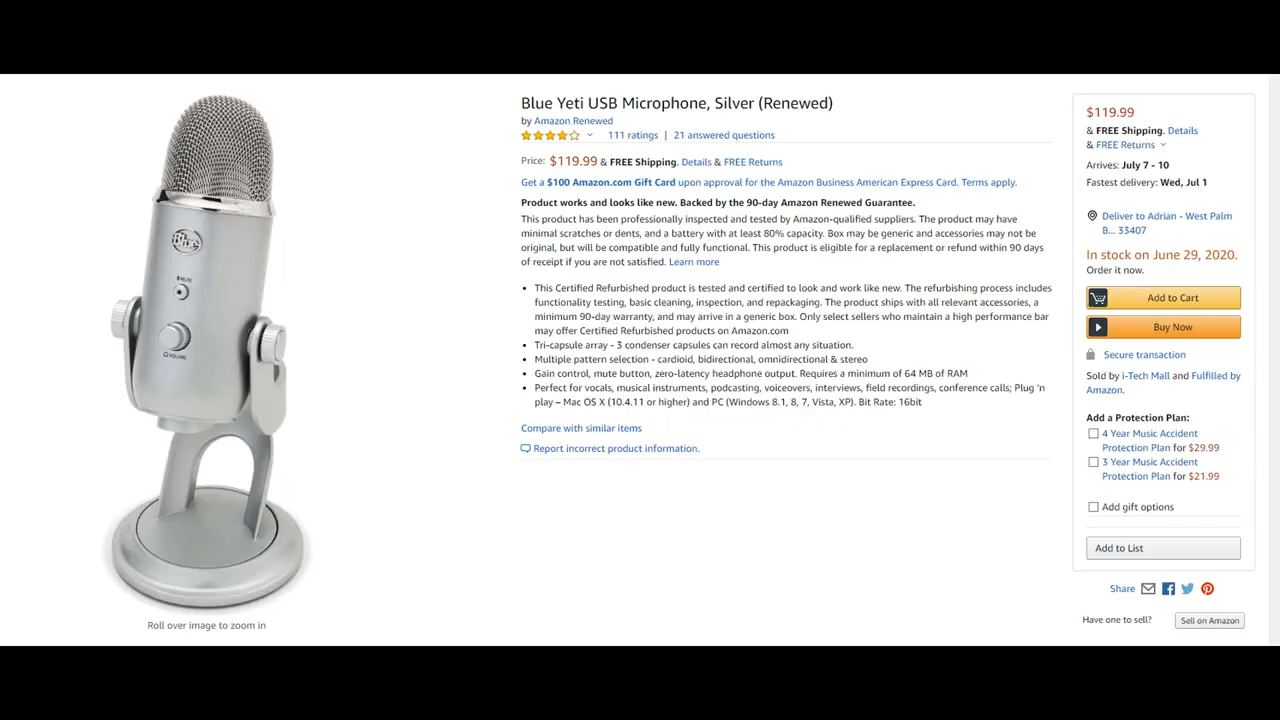 Blue
MUTE
VOLUME
Roll over image to zoom in
Blue Yeti USB Microphone, Silver (Renewed)
by Amazon Renewed
111 ratings | 21 answered questions
Price: $119.99 & FREE Shipping. Details & FREE Returns
Get a $100 Amazon.com Gift Card upon approval for the Amazon Business American Express Card. Terms apply.
Product works and looks like new. Backed by the 90-day Amazon Renewed Guarantee.
This product has been professionally inspected and tested by Amazon-qualified suppliers. The product may have
minimal scratches or dents, and a battery with at least 80% capacity. Box may be generic and accessories may not be
original, but will be compatible and fully functional. This product is eligible for a replacement or refund within 90 days
of receipt if you are not satisfied. Learn more
• This Certified Refurbished product is tested and certified to look and work like new. The refurbishing process includes
functionality testing, basic cleaning, inspection, and repackaging. The product ships with all relevant accessories, a
minimum 90-day warranty, and may arrive in a generic box. Only select sellers who maintain a high performance bar
may offer Certified Refurbished products on Amazon.com
• Tri-capsule array - 3 condenser capsules can record almost any situation.
• Multiple pattern selection - cardioid, bidirectional, omnidirectional & stereo
• Gain control, mute button, zero-latency headphone output. Requires a minimum of 64 MB of RAM
• Perfect for vocals, musical instruments, podcasting, voiceovers, interviews, field recordings, conference calls; Plug 'n
play – Mac OS X (10.4.11 or higher) and PC (Windows 8.1, 8, 7, Vista, XP). Bit Rate: 16bit
Compare with similar items
Report incorrect product information.
$119.99
& FREE Shipping. Details
& FREE Returns
Arrives: July 7 - 10
Fastest delivery: Wed, Jul 1
Deliver to Adrian - West Palm
B... 33407
In stock on June 29, 2020.
Order it now.
Add to Cart
Buy Now
Secure transaction
Sold by i-Tech Mall and Fulfilled by
Amazon.
Add a Protection Plan:
4 Year Music Accident
Protection Plan for $29.99
3 Year Music Accident
Protection Plan for $21.99
Add gift options
Add to List
Share
Have one to sell?
Sell on Amazon